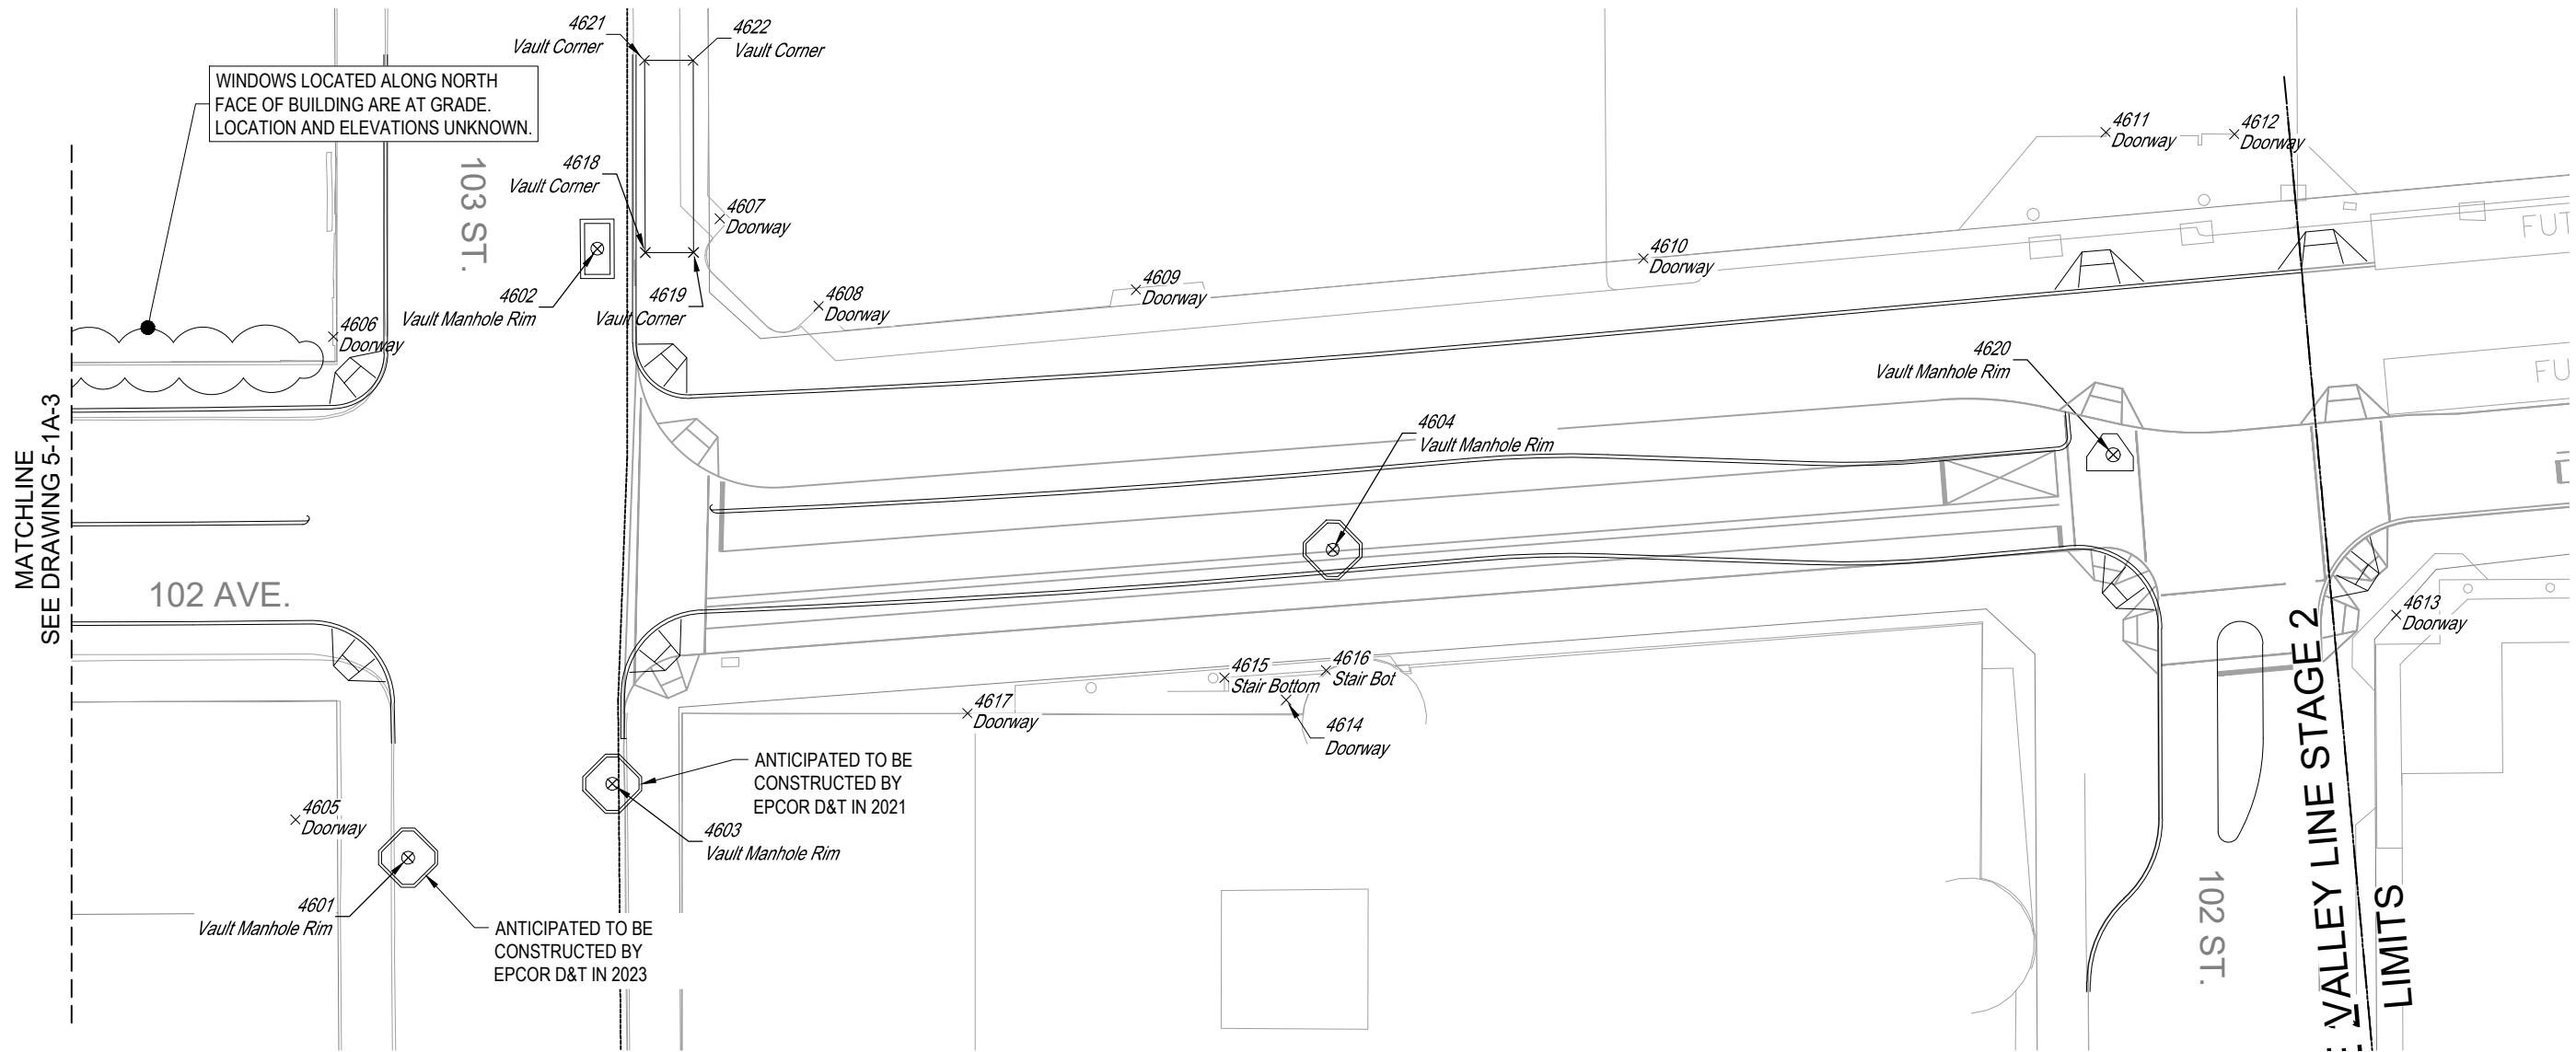 4621
Vault Corner
4622
Vault Corner
WINDOWS LOCATED ALONG NORTH
FACE OF BUILDING ARE AT GRADE.
LOCATION AND ELEVATIONS UNKNOWN.
103 ST.
4618
Vault Corner
4607
Doorway
4602
Vault Manhole Rim
4619
Vault Corner
4608
Doorway
4609
Doorway
4610
Doorway
4611
Doorway
4612
Doorway
4606
Doorway
4620
Vault Manhole Rim
4604
Vault Manhole Rim
MATCHLINE
SEE DRAWING 5-1A-3
102 AVE.
4613
Doorway
4615
Stair Bottom
4616
Stair Bot
4614
Doorway
4617
Doorway
ANTICIPATED TO BE
CONSTRUCTED BY
EPCOR D&T IN 2021
4603
Vault Manhole Rim
4605
Doorway
4601
Vault Manhole Rim
ANTICIPATED TO BE
CONSTRUCTED BY
EPCOR D&T IN 2023
102 ST.
VALLEY LINE STAGE 2
LIMITS